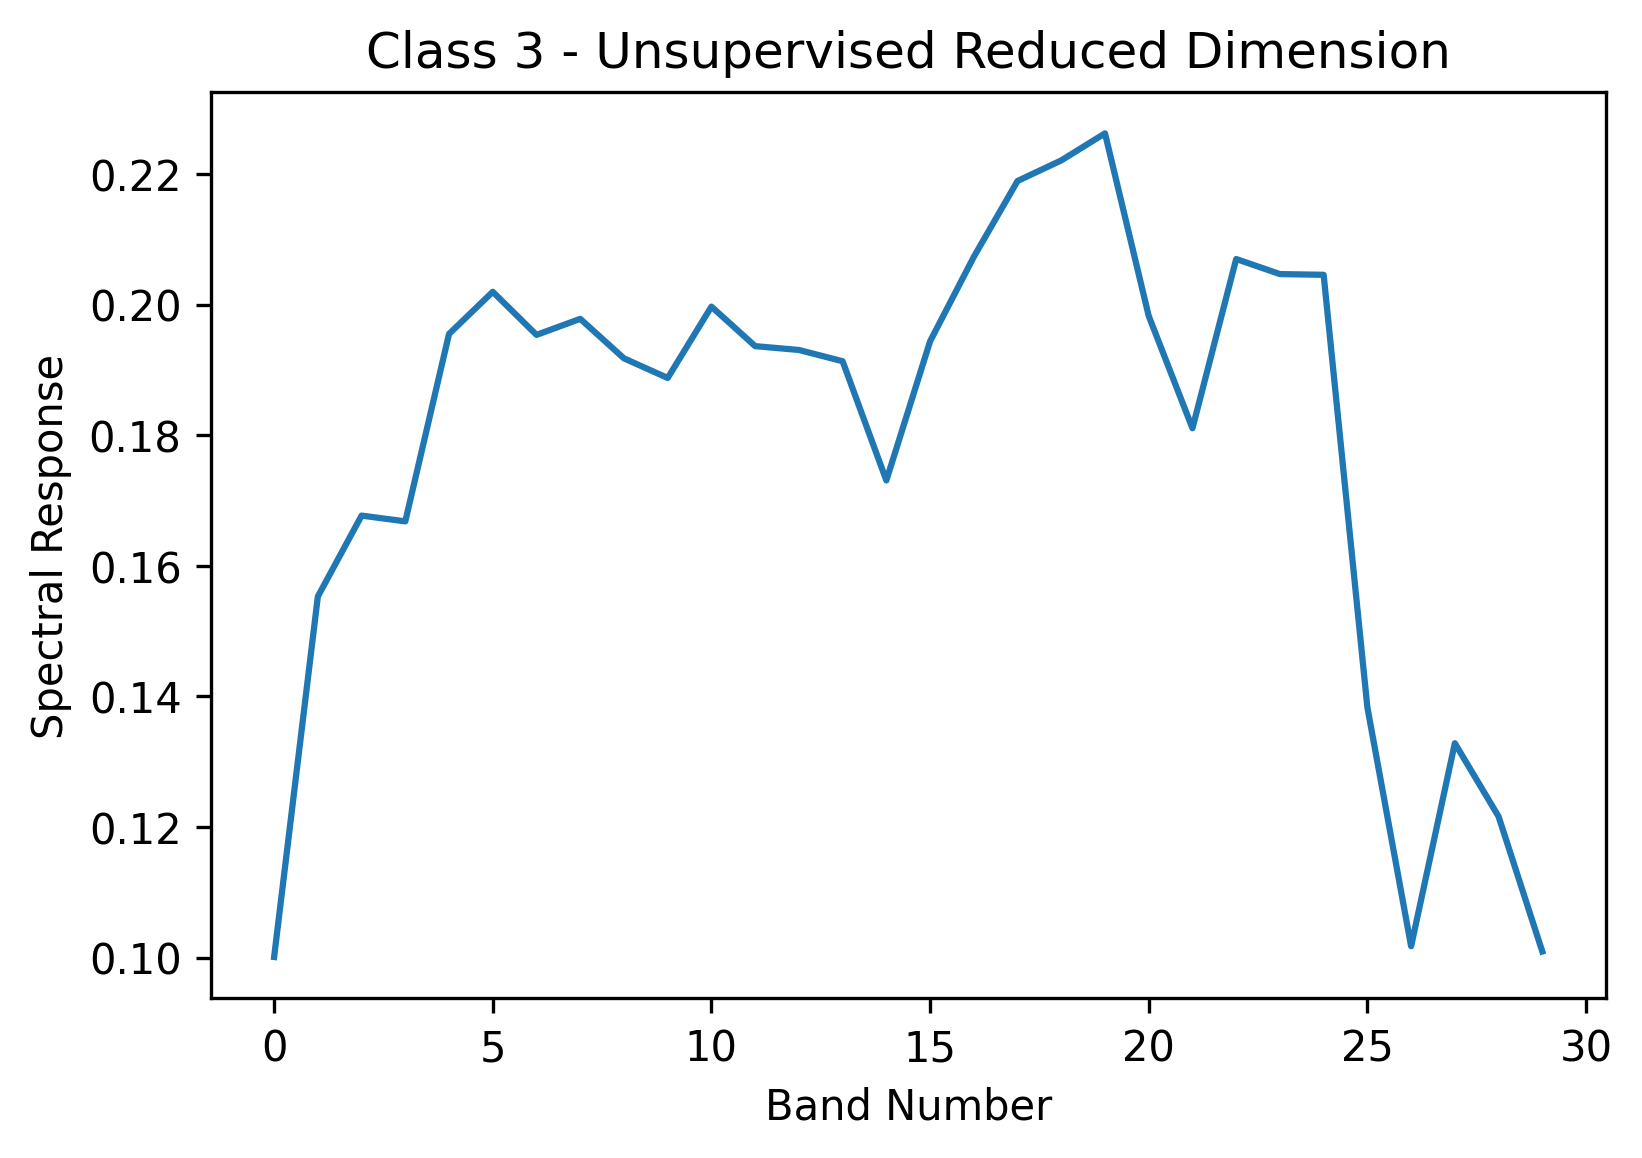 Class 3 - Unsupervised Reduced Dimension
Spectral Response
0.22
0.20
0.18
0.16
0.14
0.12
0.10
0 5 10 15 20 25 30
Band Number